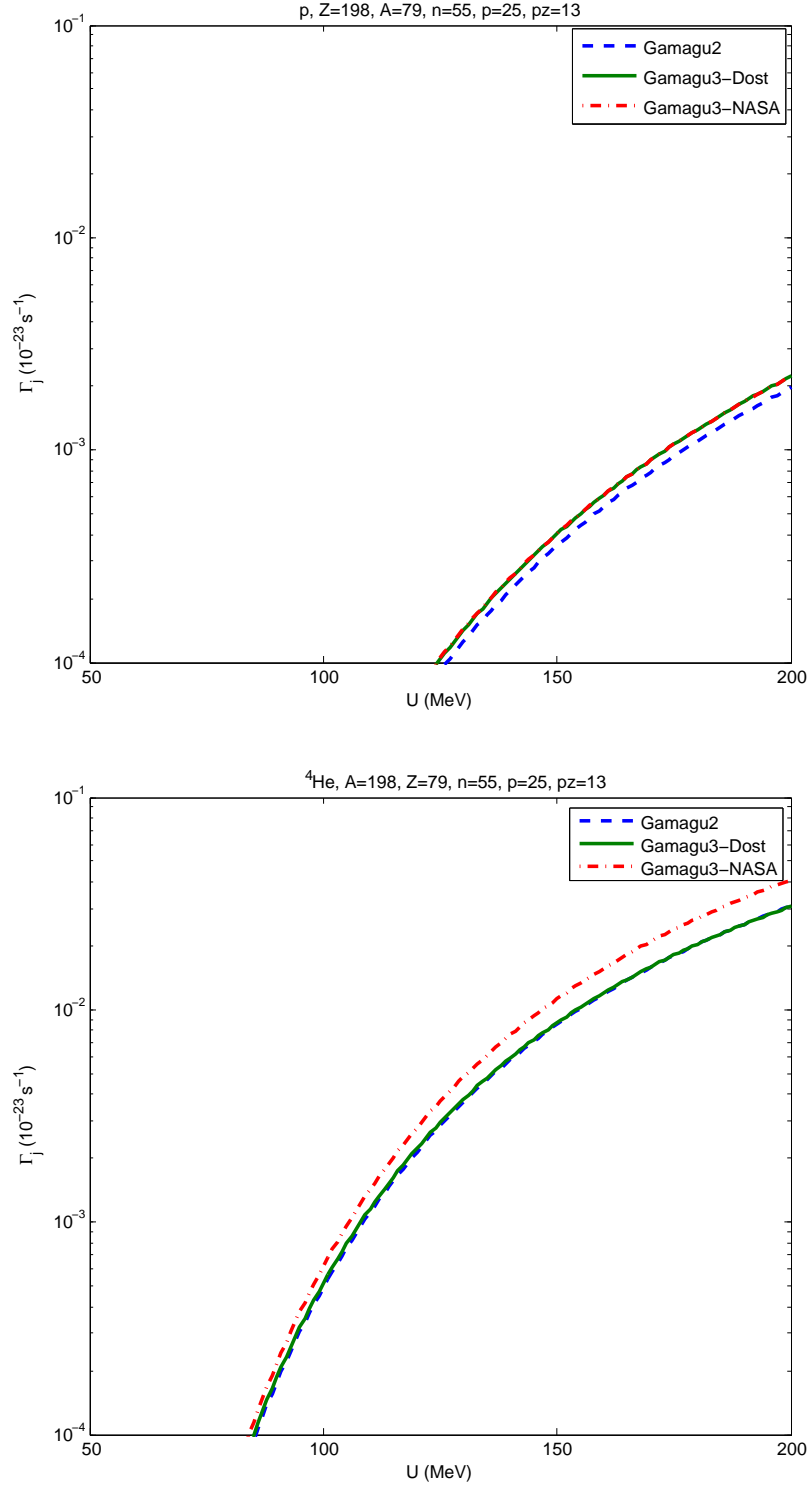 p, Z=198, A=79, n=55, p=25, pz=13
Gamagu2
Gamagu3−Dost
Gamagu3−NASA
10⁻¹
10⁻²
10⁻³
10⁻⁴
Γⱼ (10⁻²³ s⁻¹)
50
100
150
200
U (MeV)
⁴He, A=198, Z=79, n=55, p=25, pz=13
Gamagu2
Gamagu3−Dost
Gamagu3−NASA
10⁻¹
10⁻²
10⁻³
10⁻⁴
Γⱼ (10⁻²³ s⁻¹)
50
100
150
200
U (MeV)